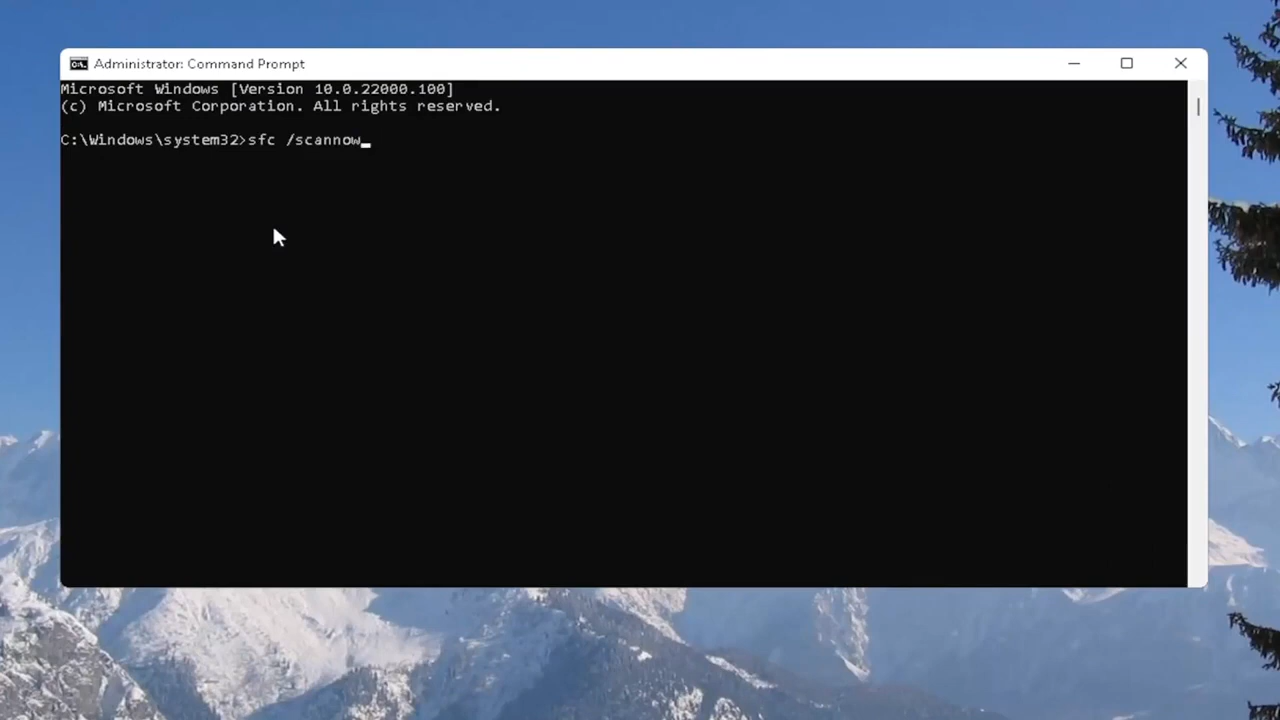 Administrator: Command Prompt
Microsoft Windows [Version 10.0.22000.100]
(c) Microsoft Corporation. All rights reserved.
C:\Windows\system32>sfc /scannow